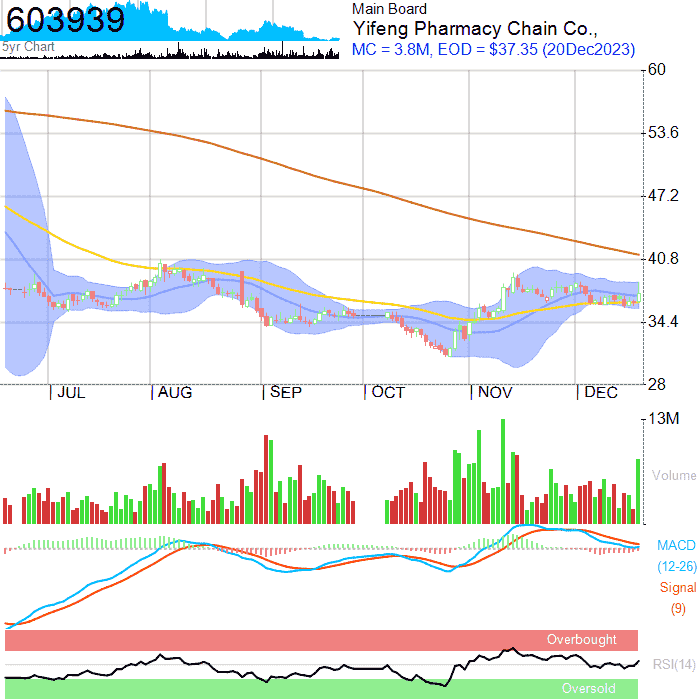 603939
5yr Chart
Main Board
Yifeng Pharmacy Chain Co.,
MC = 3.8M, EOD = $37.35 (20Dec2023)
60
53.6
47.2
40.8
34.4
28
JUL AUG SEP OCT NOV DEC
13M
Volume
MACD
(12-26)
Signal
(9)
Overbought
RSI(14)
Oversold